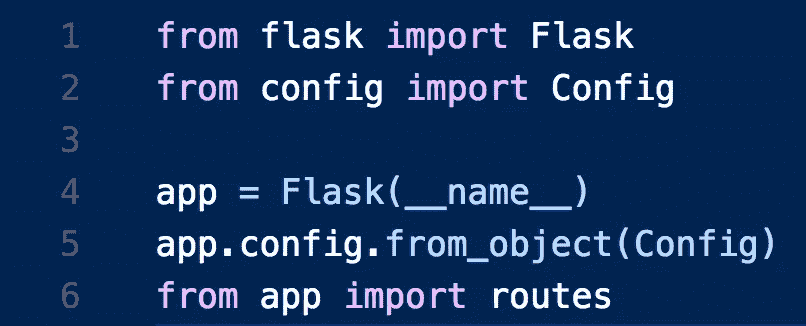 1 from flask import Flask
2 from config import Config
3
4 app = Flask(__name__)
5 app.config.from_object(Config)
6 from app import routes